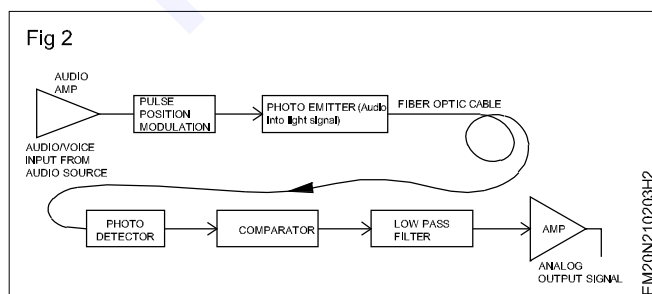 Fig 2
AUDIO
AMP
PULSE
POSITION
MODULATION
PHOTO EMITTER (Audio
into light signal)
FIBER OPTIC CABLE
AUDIO/VOICE
INPUT FROM
AUDIO SOURCE
PHOTO
DETECTOR
COMPARATOR
LOW PASS
FILTER
AMP
ANALOG
OUTPUT SIGNAL
EM20N210203H2